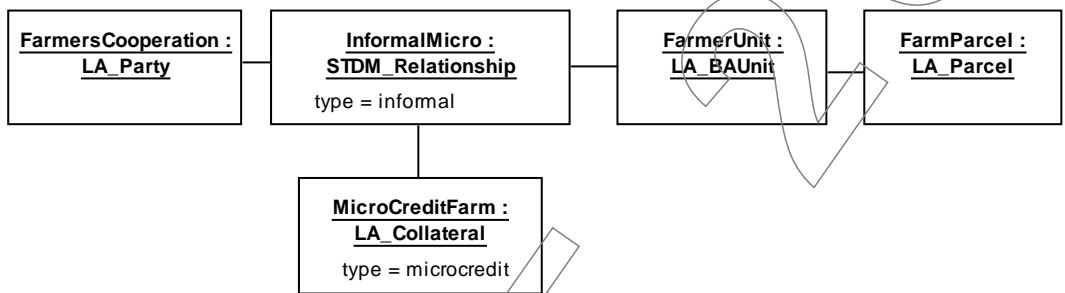 FarmersCooperation :
LA_Party
InformalMicro :
STDM_Relationship
type = informal
FarmerUnit :
LA_BAUnit
FarmParcel :
LA_Parcel
MicroCreditFarm :
LA_Collateral
type = microcredit